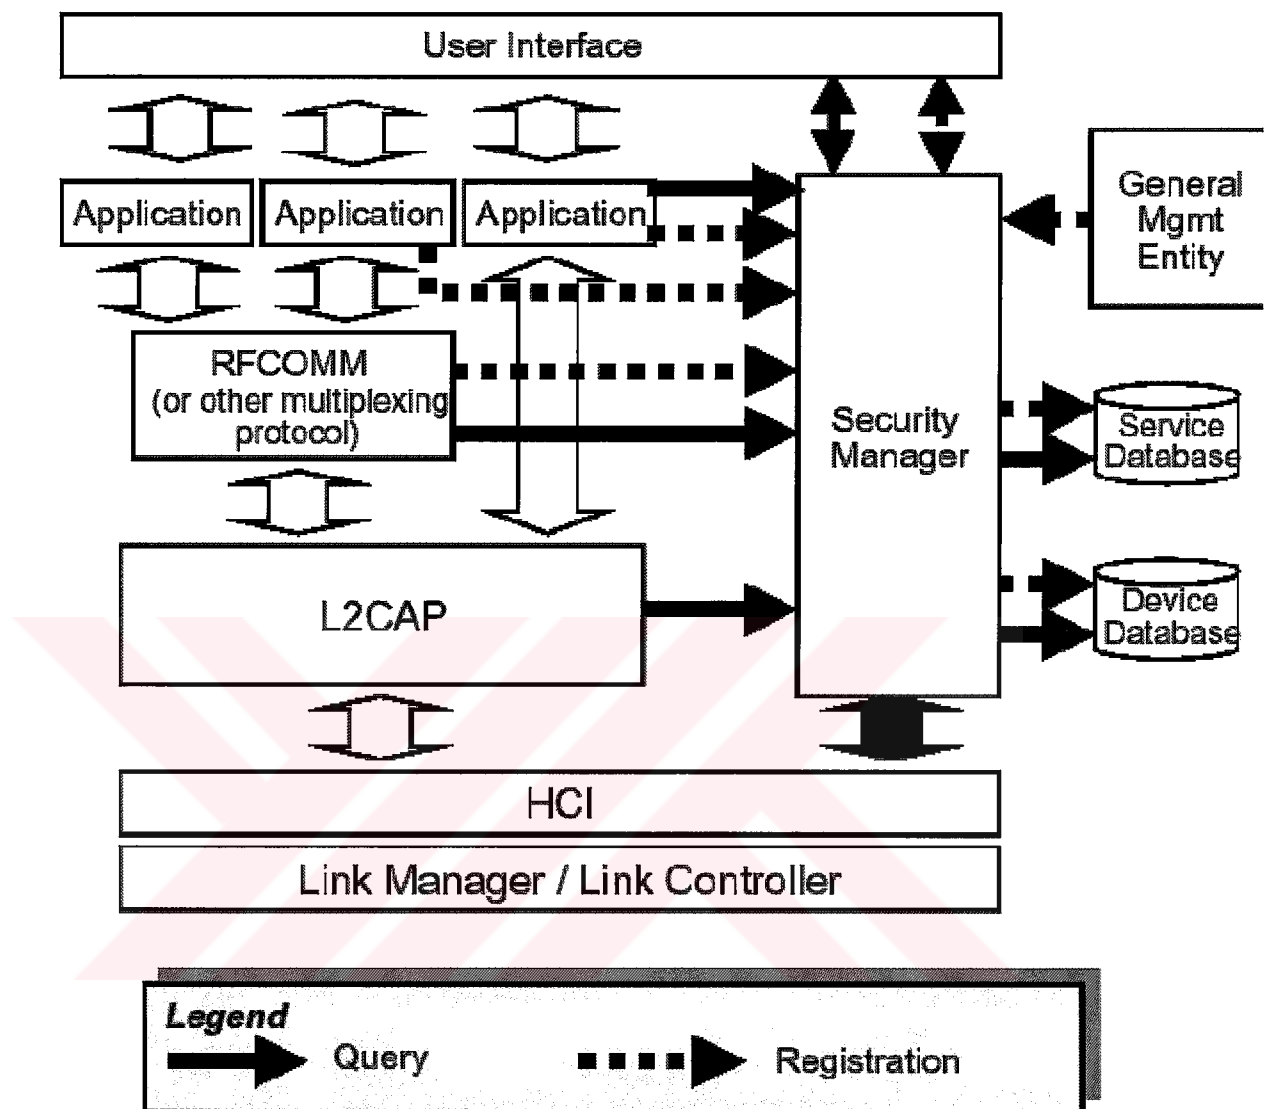 User Interface
Application
Application
Application
General
Mgmt
Entity
RFCOMM
(or other multiplexing
protocol)
Security
Manager
Service
Database
L2CAP
Device
Database
HCI
Link Manager / Link Controller
Legend
Query
Registration